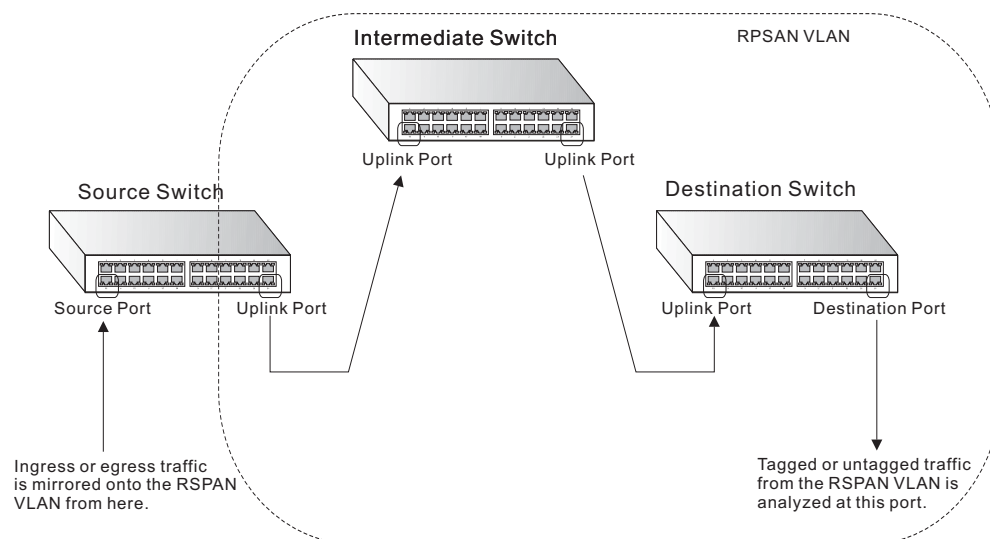 RPSAN VLAN
Intermediate Switch
Uplink Port
Uplink Port
Source Switch
Destination Switch
Source Port
Uplink Port
Uplink Port
Destination Port
Ingress or egress traffic
is mirrored onto the RSPAN
VLAN from here.
Tagged or untagged traffic
from the RSPAN VLAN is
analyzed at this port.